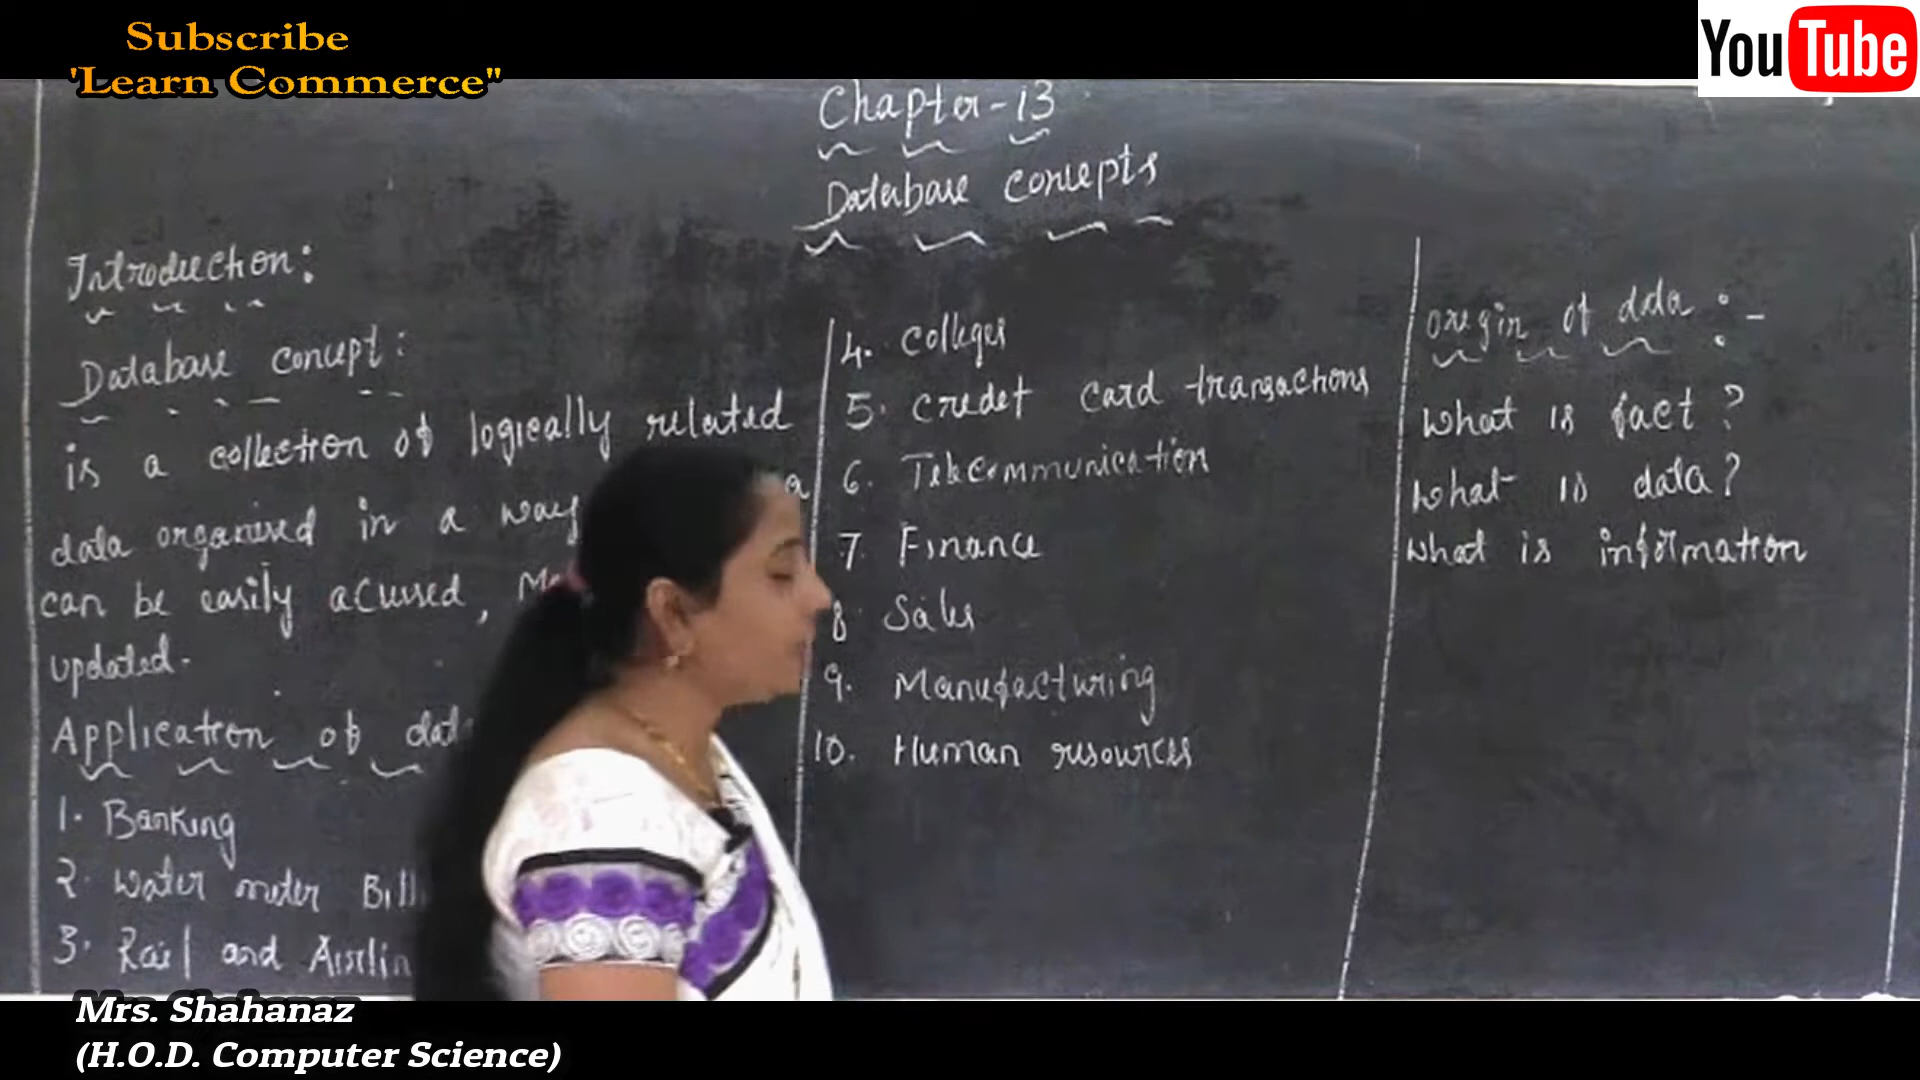 Subscribe
'Learn Commerce"
YouTube
Chapter-13
Database concepts
Introduction:
Database concept:
is a collection of logically related
data organised in a way
can be easily accessed,
updated.
Application of
1. Banking
2. Water meter
3. Rail and
4. Colleges
5. Credet card transactions
6. Telecommunication
7 Finance
8 Sales
9. Manufacturing
10. Human resources
origin of data :-
What is fact?
What is data?
What is information
Mrs. Shahanaz
(H.O.D. Computer Science)